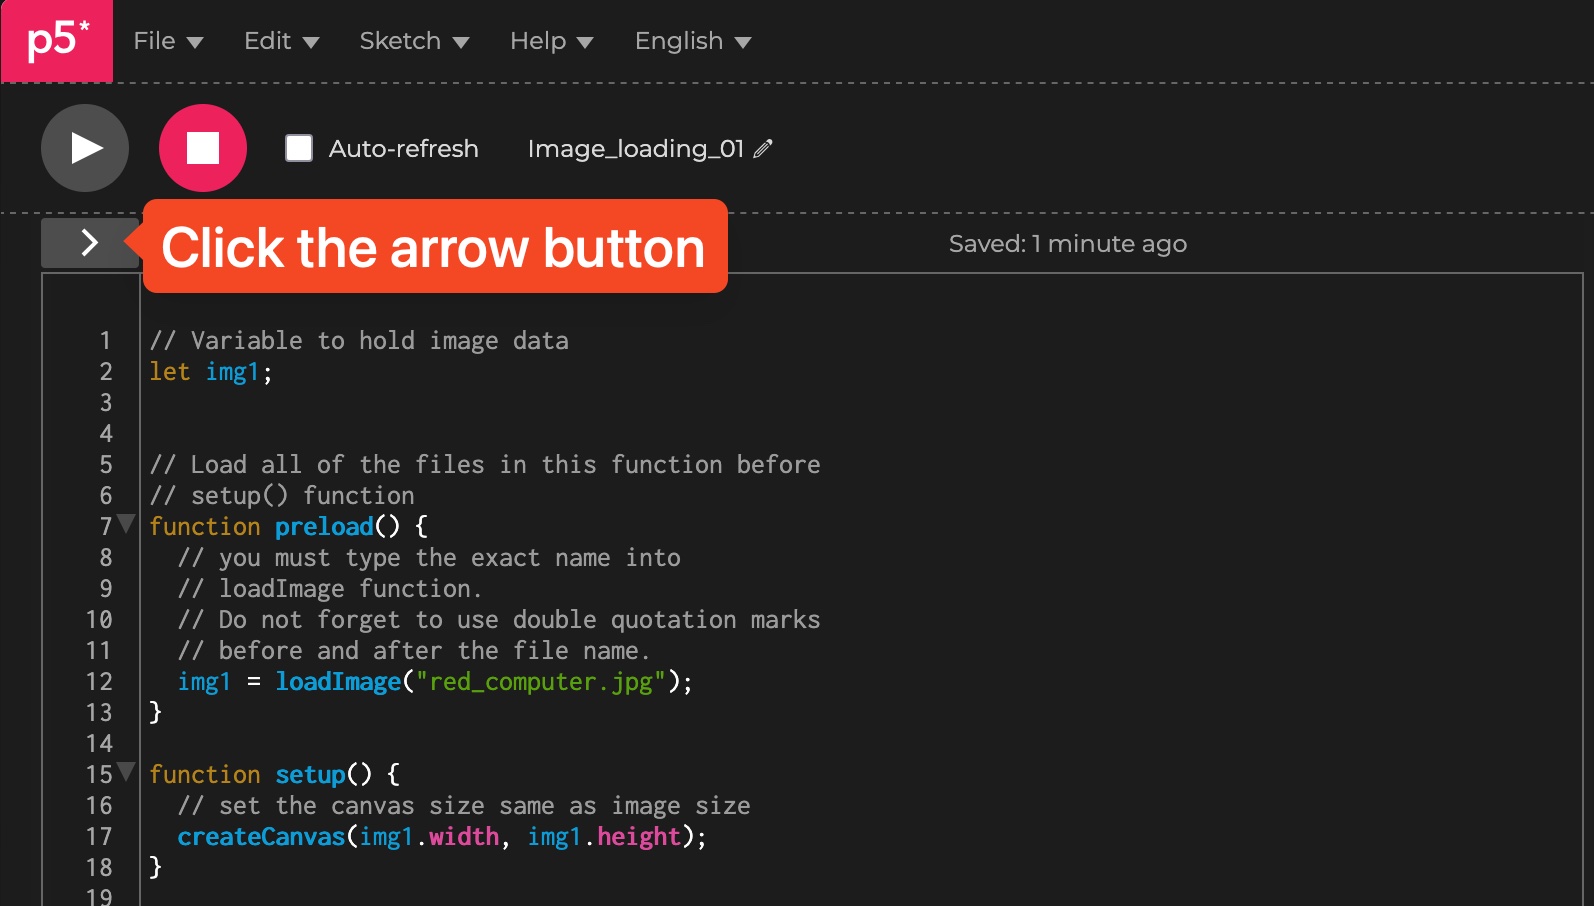 p5*
File
Edit
Sketch
Help
English
Auto-refresh
Image_loading_01
Click the arrow button
Saved: 1 minute ago
1 // Variable to hold image data
2 let img1;
3
4
5 // Load all of the files in this function before
6 // setup() function
7 function preload() {
8 // you must type the exact name into
9 // loadImage function.
10 // Do not forget to use double quotation marks
11 // before and after the file name.
12 img1 = loadImage("red_computer.jpg");
13 }
14
15 function setup() {
16 // set the canvas size same as image size
17 createCanvas(img1.width, img1.height);
18 }
19